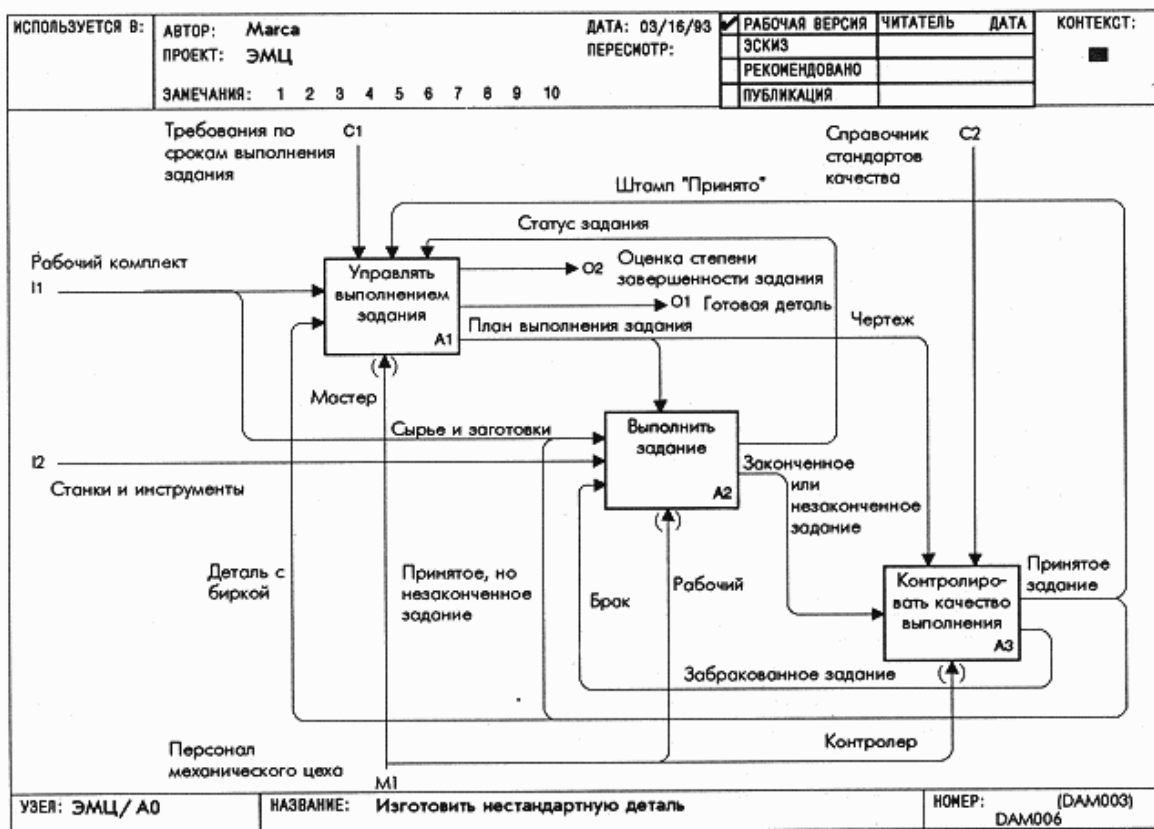 ИСПОЛЬЗУЕТСЯ В:
АВТОР: Marca
ПРОЕКТ: ЭМЦ
ЗАМЕЧАНИЯ: 1 2 3 4 5 6 7 8 9 10
ДАТА: 03/16/93
ПЕРЕСМОТР:
РАБОЧАЯ ВЕРСИЯ
ЭСКИЗ
РЕКОМЕНДОВАНО
ПУБЛИКАЦИЯ
ЧИТАТЕЛЬ ДАТА
КОНТЕКСТ:
Требования по
срокам выполнения
задания
C1
Справочник
стандартов
качества
C2
Штамп "Принято"
Статус задания
Рабочий комплект
I1
Управлять
выполнением
задания
A1
O2
Оценка степени
завершенности задания
O1 Готовая деталь
План выполнения задания
Чертеж
Мастер
Сырье и заготовки
Выполнить
задание
A2
I2
Станки и инструменты
Законченное
или
незаконченное
задание
Деталь с
биркой
Принятое, но
незаконченное
задание
Брак
Рабочий
Контролиро-
вать качество
выполнения
A3
Принятое
задание
Забракованное задание
Контролер
Персонал
механического цеха
M1
УЗЕЛ: ЭМЦ/A0
НАЗВАНИЕ: Изготовить нестандартную деталь
НОМЕР: (DAM003)
DAM006